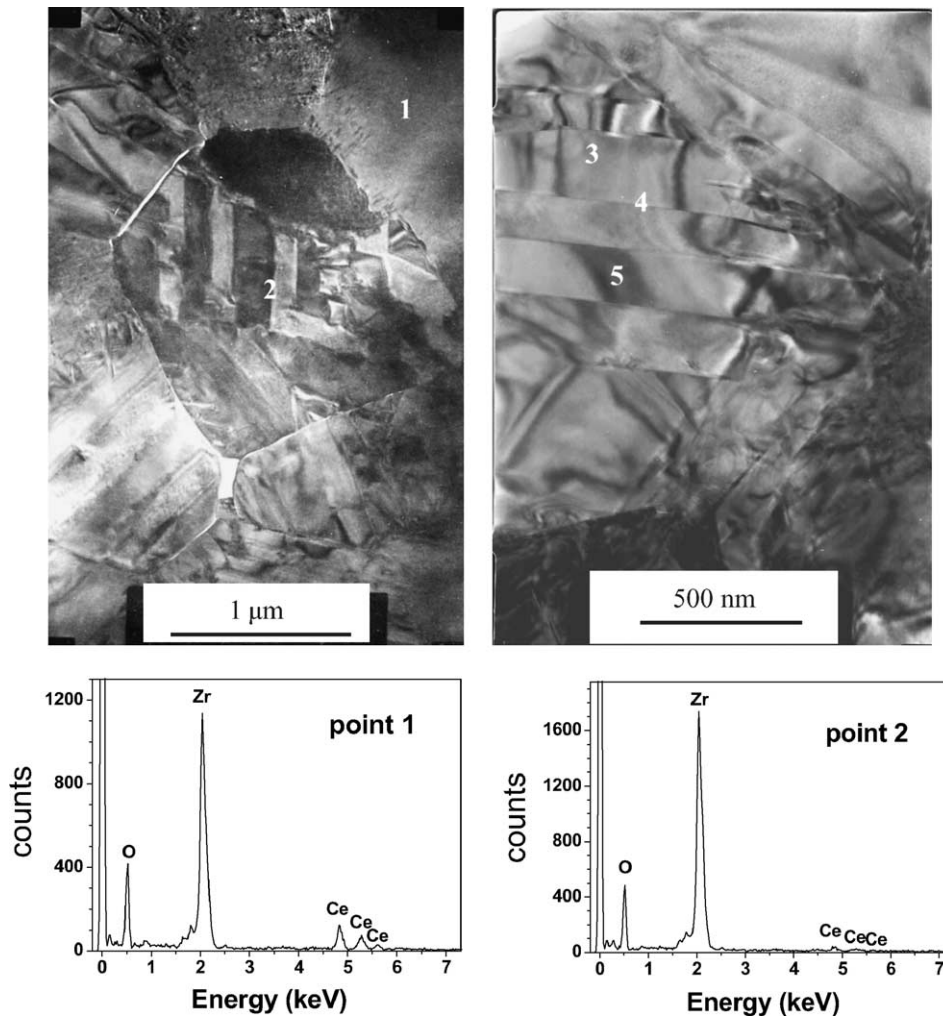 1
2
1 μm
3
4
5
500 nm
1200
800
400
0
counts
O
Zr
Ce
Ce
Ce
point 1
0 1 2 3 4 5 6 7
Energy (keV)
1600
1200
800
400
0
counts
O
Zr
Ce
Ce
Ce
point 2
0 1 2 3 4 5 6 7
Energy (keV)